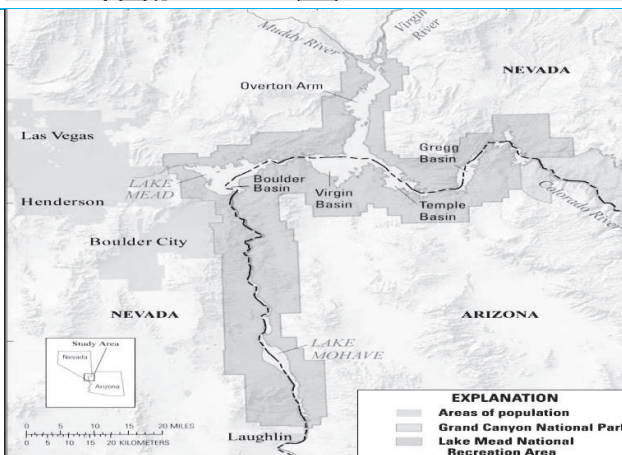 Muddy River
Virgin
River
NEVADA
Overton Arm
Las Vegas
Gregg
Basin
LAKE
MEAD
Boulder
Basin
Virgin
Basin
Temple
Basin
Colorado River
Henderson
Boulder City
NEVADA
ARIZONA
LAKE
MOHAVE
Study Area
Nevada
Arizona
0 5 10 15 20 MILES
0 5 10 15 20 KILOMETERS
Laughlin
EXPLANATION
Areas of population
Grand Canyon National Park
Lake Mead National
Recreation Area